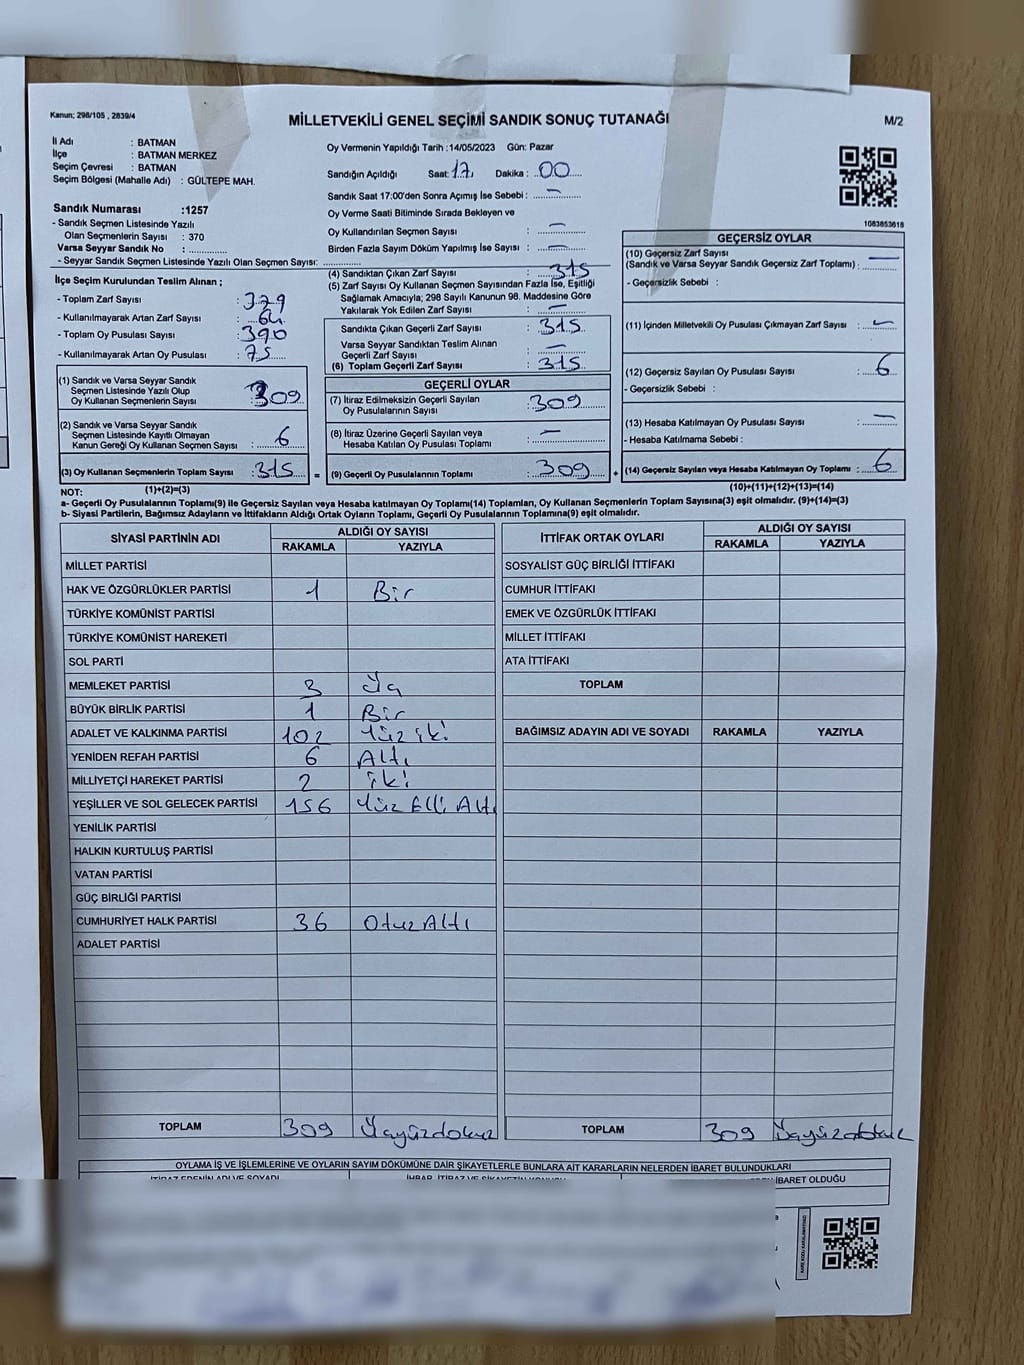 Kanun; 298/105 , 2839/4
MİLLETVEKİLİ GENEL SEÇİMİ SANDIK SONUÇ TUTANAĞI
M/2
İl Adı : BATMAN
İlçe : BATMAN MERKEZ
Seçim Çevresi : BATMAN
Seçim Bölgesi (Mahalle Adı) : GÜLTEPE MAH.
Sandık Numarası :1257
- Sandık Seçmen Listesinde Yazılı
Olan Seçmenlerin Sayısı : 370
Varsa Seyyar Sandık No :
- Seyyar Sandık Seçmen Listesinde Yazılı Olan Seçmen Sayısı:
Oy Vermenin Yapıldığı Tarih :14/05/2023 Gün: Pazar
Sandığın Açıldığı Saat: 17 Dakika : 00
Sandık Saat 17:00'den Sonra Açımış İse Sebebi : —
Oy Verme Saati Bitiminde Sırada Bekleyen ve
Oy Kullandırılan Seçmen Sayısı : —
Birden Fazla Sayım Döküm Yapılmış İse Sayısı : —
1083853618
İlçe Seçim Kurulundan Teslim Alınan ;
- Toplam Zarf Sayısı : 379
- Kullanılmayarak Artan Zarf Sayısı : 64
- Toplam Oy Pusulası Sayısı : 390
- Kullanılmayarak Artan Oy Pusulası : 75
(1) Sandık ve Varsa Seyyar Sandık
Seçmen Listesinde Yazılı Olup
Oy Kullanan Seçmenlerin Sayısı : 309
(2) Sandık ve Varsa Seyyar Sandık
Seçmen Listesinde Kayıtlı Olmayan
Kanun Gereği Oy Kullanan Seçmen Sayısı : 6
(3) Oy Kullanan Seçmenlerin Toplam Sayısı : 315
(1)+(2)=(3)
(4) Sandıktan Çıkan Zarf Sayısı : 315
(5) Zarf Sayısı Oy Kullanan Seçmen Sayısından Fazla İse, Eşitliği
Sağlamak Amacıyla; 298 Sayılı Kanunun 98. Maddesine Göre
Yakılarak Yok Edilen Zarf Sayısı : —
Sandıkta Çıkan Geçerli Zarf Sayısı : 315
Varsa Seyyar Sandıktan Teslim Alınan
Geçerli Zarf Sayısı : —
(6) Toplam Geçerli Zarf Sayısı : 315
GEÇERLİ OYLAR
(7) İtiraz Edilmeksizin Geçerli Sayılan
Oy Pusulalarının Sayısı : 309
(8) İtiraz Üzerine Geçerli Sayılan veya
Hesaba Katılan Oy Pusulası Toplamı : —
= (9) Geçerli Oy Pusulalarının Toplamı : 309
GEÇERSİZ OYLAR
(10) Geçersiz Zarf Sayısı
(Sandık ve Varsa Seyyar Sandık Geçersiz Zarf Toplamı) : —
- Geçersizlik Sebebi :
(11) İçinden Milletvekili Oy Pusulası Çıkmayan Zarf Sayısı : —
(12) Geçersiz Sayılan Oy Pusulası Sayısı : 6
- Geçersizlik Sebebi :
(13) Hesaba Katılmayan Oy Pusulası Sayısı : —
- Hesaba Katılmama Sebebi :
+ (14) Geçersiz Sayılan veya Hesaba Katılmayan Oy Toplamı : 6
(10)+(11)+(12)+(13)=(14)
NOT:
a- Geçerli Oy Pusulalarının Toplamı(9) ile Geçersiz Sayılan veya Hesaba katılmayan Oy Toplamı(14) Toplamları, Oy Kullanan Seçmenlerin Toplam Sayısına(3) eşit olmalıdır. (9)+(14)=(3)
b- Siyasi Partilerin, Bağımsız Adayların ve İttifakların Aldığı Ortak Oyların Toplamı, Geçerli Oy Pusulalarının Toplamına(9) eşit olmalıdır.
SİYASİ PARTİNİN ADI ALDIĞI OY SAYISI
RAKAMLA YAZIYLA
MİLLET PARTİSİ
HAK VE ÖZGÜRLÜKLER PARTİSİ 1 Bir
TÜRKİYE KOMÜNİST PARTİSİ
TÜRKİYE KOMÜNİST HAREKETİ
SOL PARTİ
MEMLEKET PARTİSİ 3 Üç
BÜYÜK BİRLİK PARTİSİ 1 Bir
ADALET VE KALKINMA PARTİSİ 102 Yüz iki
YENİDEN REFAH PARTİSİ 6 Altı
MİLLİYETÇİ HAREKET PARTİSİ 2 iki
YEŞİLLER VE SOL GELECEK PARTİSİ 156 Yüz Elli Altı
YENİLİK PARTİSİ
HALKIN KURTULUŞ PARTİSİ
VATAN PARTİSİ
GÜÇ BİRLİĞİ PARTİSİ
CUMHURİYET HALK PARTİSİ 36 Otuz Altı
ADALET PARTİSİ
TOPLAM 309 Üçyüzdokuz
İTTİFAK ORTAK OYLARI ALDIĞI OY SAYISI
RAKAMLA YAZIYLA
SOSYALİST GÜÇ BİRLİĞİ İTTİFAKI
CUMHUR İTTİFAKI
EMEK VE ÖZGÜRLÜK İTTİFAKI
MİLLET İTTİFAKI
ATA İTTİFAKI
TOPLAM
BAĞIMSIZ ADAYIN ADI VE SOYADI RAKAMLA YAZIYLA
TOPLAM 309 Üçyüzdokuz
OYLAMA İŞ VE İŞLEMLERİNE VE OYLARIN SAYIM DÖKÜMÜNE DAİR ŞİKAYETLERLE BUNLARA AİT KARARLARIN NELERDEN İBARET BULUNDUKLARI
İTİRAZ EDENİN ADI VE SOYADI
İBARET OLDUĞU